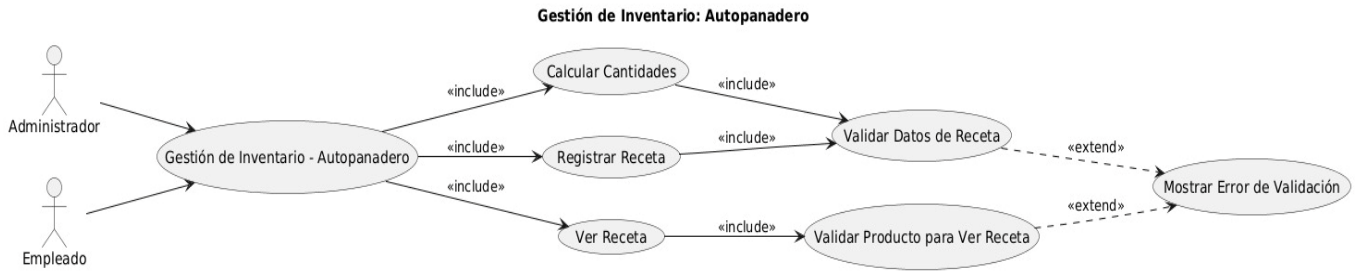 Gestión de Inventario: Autopanadero
Administrador
Empleado
Gestión de Inventario - Autopanadero
«include»
«include»
«include»
Calcular Cantidades
Registrar Receta
Ver Receta
«include»
«include»
«include»
Validar Datos de Receta
Validar Producto para Ver Receta
«extend»
«extend»
Mostrar Error de Validación